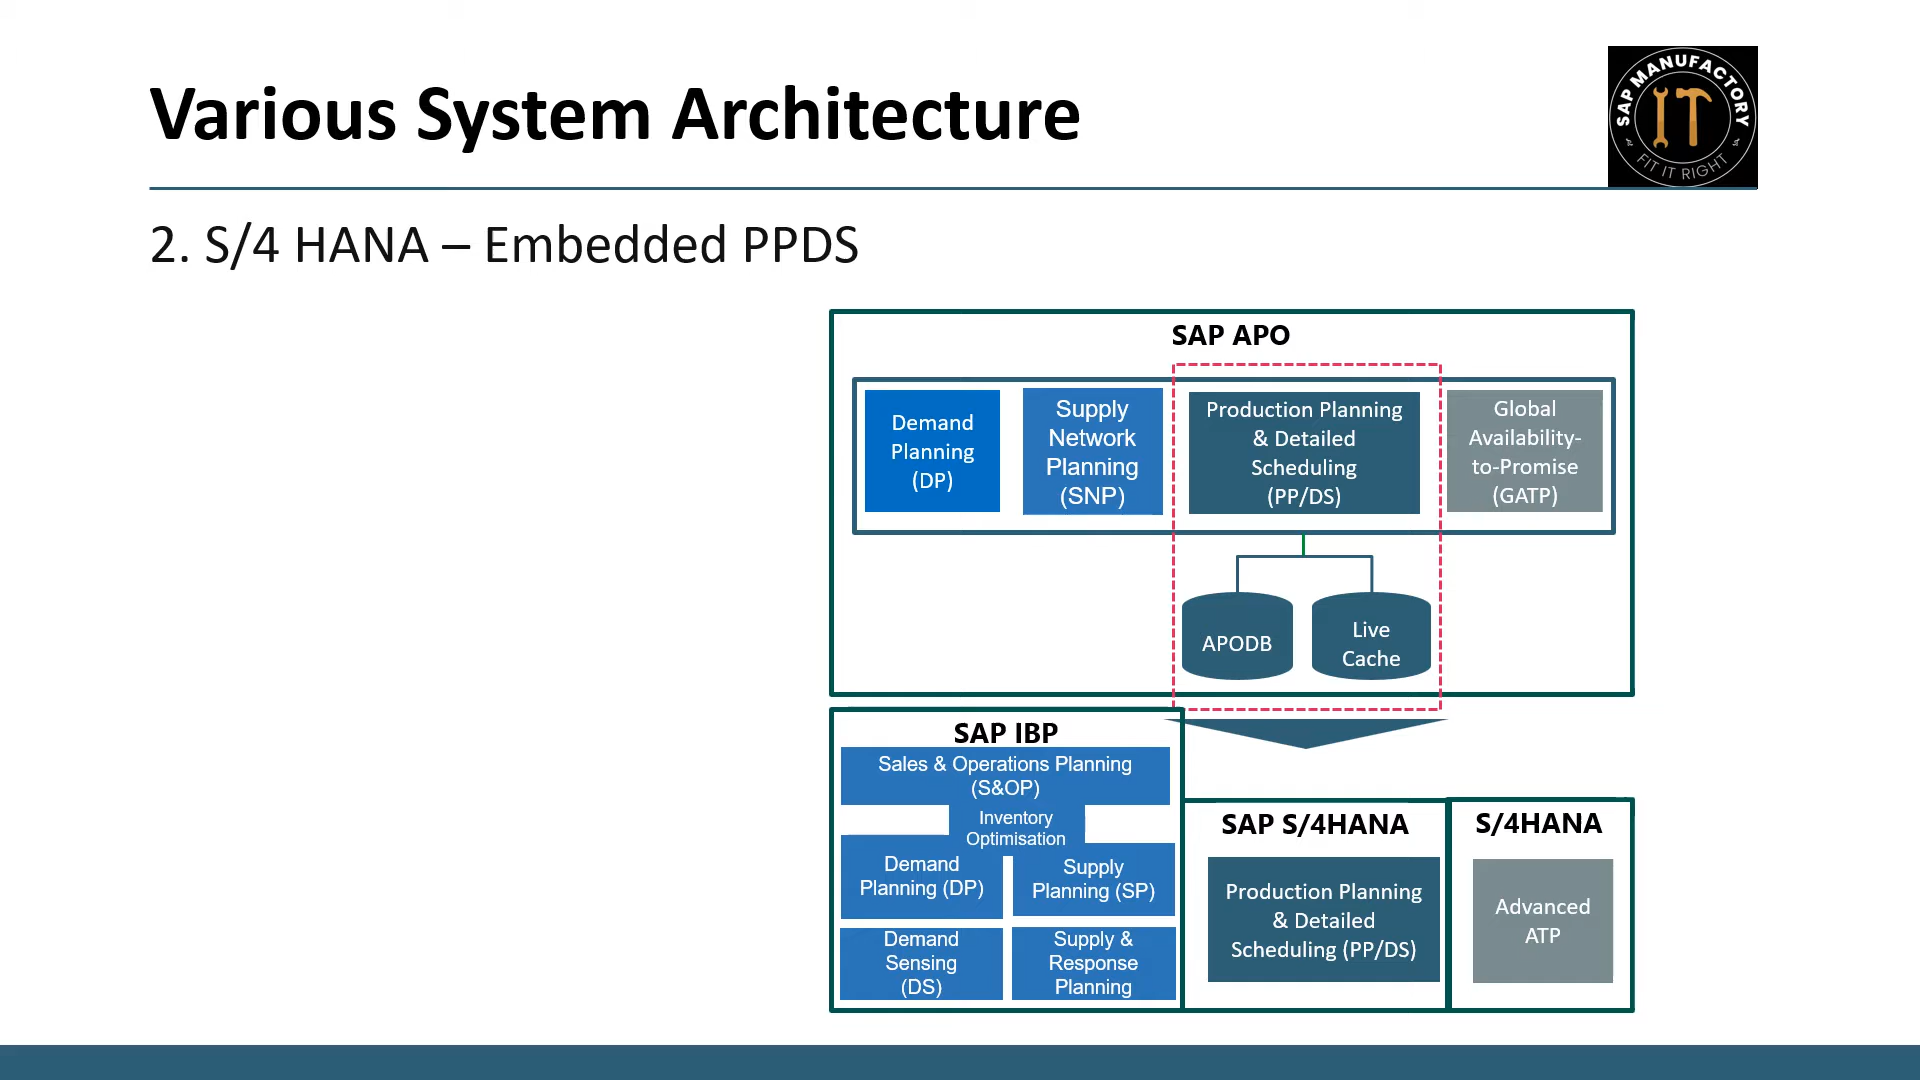 Various System Architecture
SAP MANUFACTORY
IT
FIT IT RIGHT
2. S/4 HANA – Embedded PPDS
SAP APO
Demand
Planning
(DP)
Supply
Network
Planning
(SNP)
Production Planning
& Detailed
Scheduling
(PP/DS)
Global
Availability-
to-Promise
(GATP)
APODB
Live
Cache
SAP IBP
Sales & Operations Planning
(S&OP)
Inventory
Optimisation
Demand
Planning (DP)
Supply
Planning (SP)
Demand
Sensing
(DS)
Supply &
Response
Planning
SAP S/4HANA
Production Planning
& Detailed
Scheduling (PP/DS)
S/4HANA
Advanced
ATP